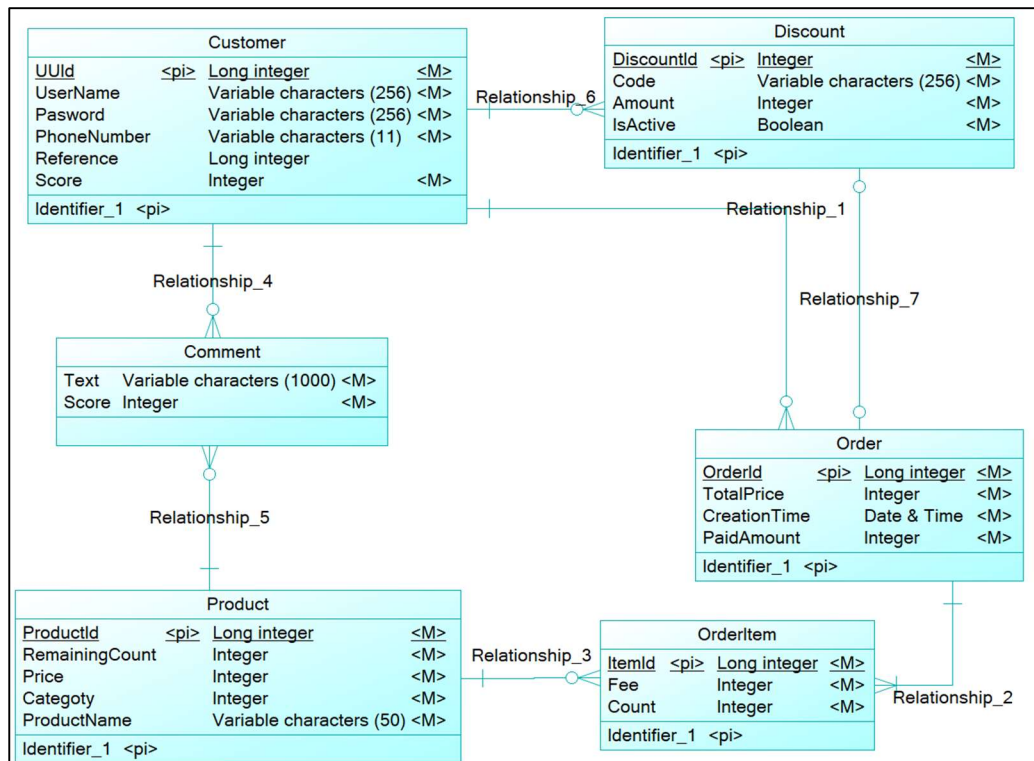 Customer
UUId <pi> Long integer <M>
UserName Variable characters (256) <M>
Pasword Variable characters (256) <M>
PhoneNumber Variable characters (11) <M>
Reference Long integer
Score Integer <M>
Identifier_1 <pi>
Relationship_6
Discount
DiscountId <pi> Integer <M>
Code Variable characters (256) <M>
Amount Integer <M>
IsActive Boolean <M>
Identifier_1 <pi>
Relationship_1
Relationship_4
Relationship_7
Comment
Text Variable characters (1000) <M>
Score Integer <M>
Order
OrderId <pi> Long integer <M>
TotalPrice Integer <M>
CreationTime Date & Time <M>
PaidAmount Integer <M>
Identifier_1 <pi>
Relationship_5
Product
ProductId <pi> Long integer <M>
RemainingCount Integer <M>
Price Integer <M>
Categoty Integer <M>
ProductName Variable characters (50) <M>
Identifier_1 <pi>
Relationship_3
OrderItem
ItemId <pi> Long integer <M>
Fee Integer <M>
Count Integer <M>
Identifier_1 <pi>
Relationship_2